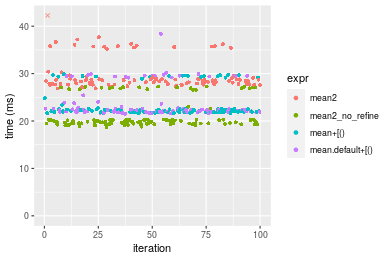 time (ms)
40
30
20
10
0
0
25
50
75
100
iteration
expr
mean2
mean2_no_refine
mean+[()
mean.default+[()